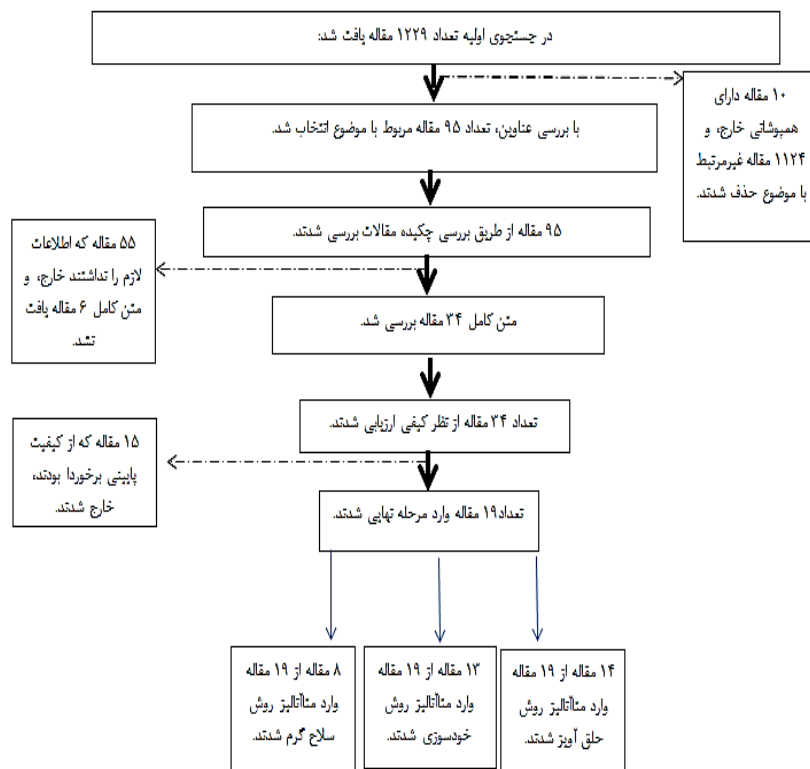 در جستجوی اولیه تعداد ۱۲۲۹ مقاله یافت شد:
۱۰ مقاله دارای
همپوشانی خارج، و
۱۱۲۴ مقاله غیرمرتبط
با موضوع حذف شدند.
با بررسی عناوین، تعداد ۹۵ مقاله مربوط با موضوع انتخاب شد.
۹۵ مقاله از طریق بررسی چکیده مقالات بررسی شدند.
۵۵ مقاله که اطلاعات
لازم را نداشتند خارج، و
متن کامل ۶ مقاله یافت
نشد.
متن کامل ۳۴ مقاله بررسی شد.
تعداد ۳۴ مقاله از نظر کیفی ارزیابی شدند.
۱۵ مقاله که از کیفیت
پایینی برخوردا بودند،
خارج شدند.
تعداد۱۹ مقاله وارد مرحله نهایی شدند.
۱۴ مقاله از ۱۹ مقاله
وارد متاآنالیز روش
حلق آویز شدند.
۱۳ مقاله از ۱۹ مقاله
وارد متاآنالیز روش
خودسوزی شدند.
۸ مقاله از ۱۹ مقاله
وارد متاآنالیز روش
سلاح گرم شدند.